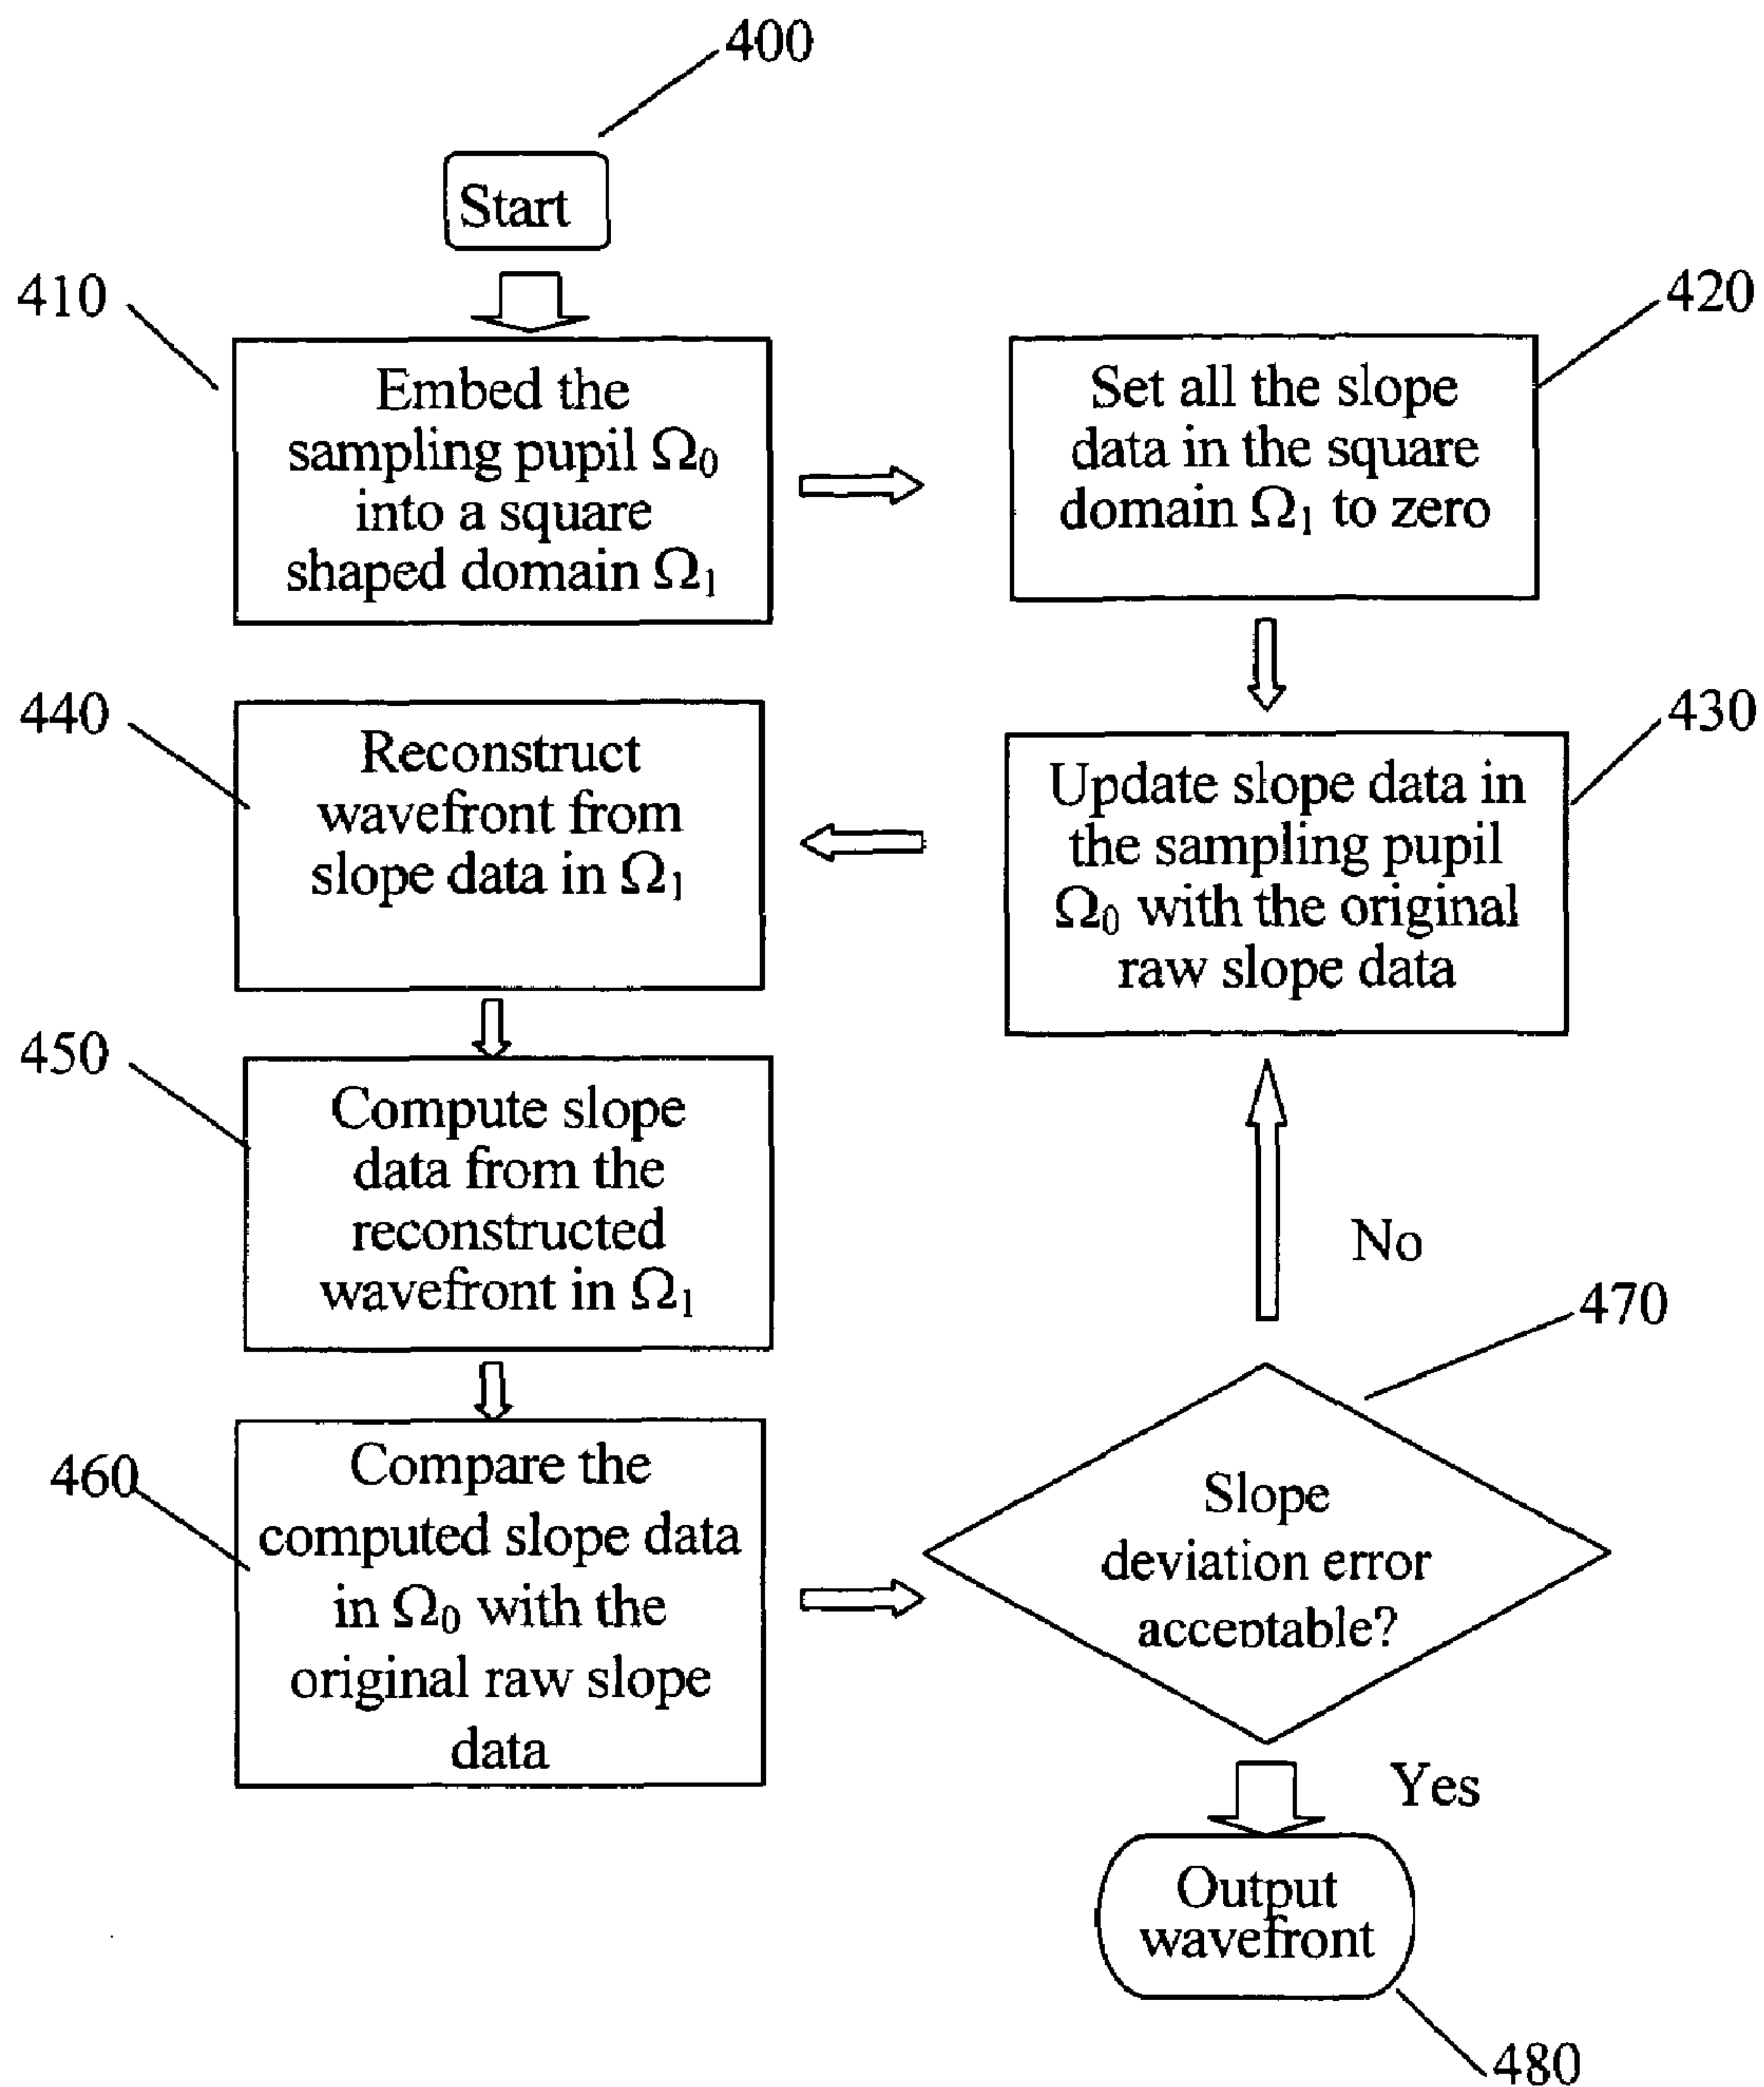 400
Start
410
Embed the
sampling pupil Ω₀
into a square
shaped domain Ω₁
420
Set all the slope
data in the square
domain Ω₁ to zero
430
Update slope data in
the sampling pupil
Ω₀ with the original
raw slope data
440
Reconstruct
wavefront from
slope data in Ω₁
450
Compute slope
data from the
reconstructed
wavefront in Ω₁
460
Compare the
computed slope data
in Ω₀ with the
original raw slope
data
470
Slope
deviation error
acceptable?
No
Yes
Output
wavefront
480